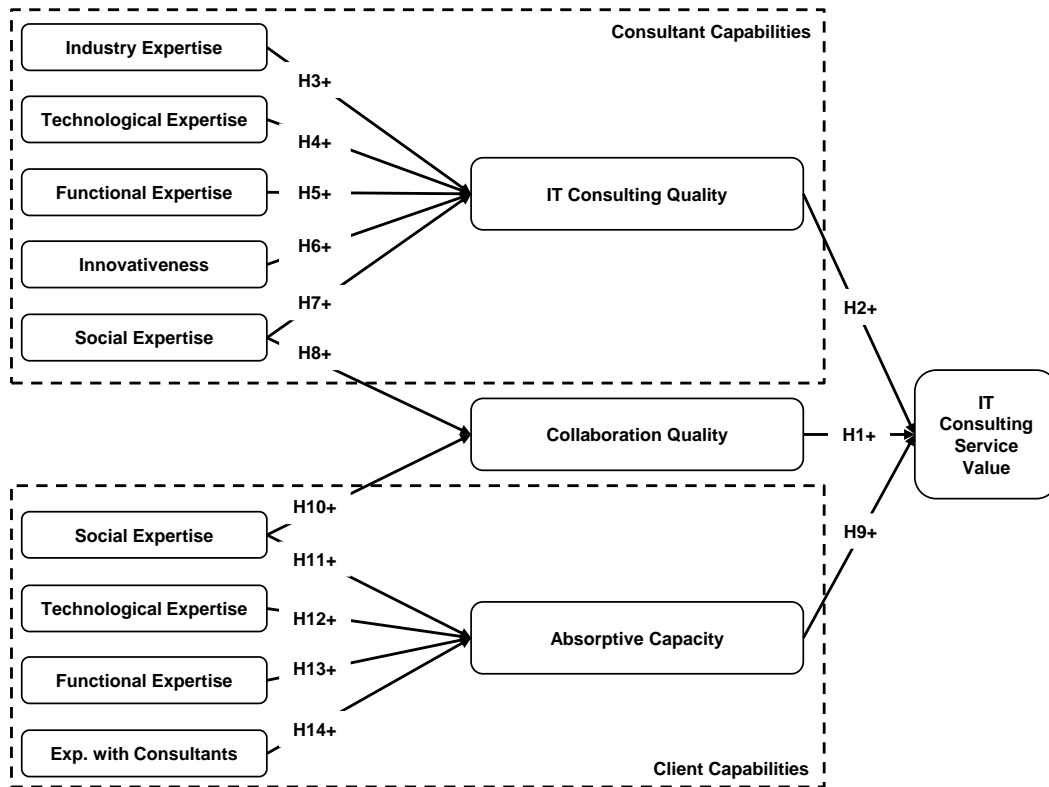 Consultant Capabilities
Industry Expertise
H3+
Technological Expertise
H4+
Functional Expertise
H5+
IT Consulting Quality
Innovativeness
H6+
Social Expertise
H7+
H8+
H2+
Collaboration Quality
H1+
IT
Consulting
Service
Value
Social Expertise
H10+
H11+
H9+
Technological Expertise
H12+
Absorptive Capacity
Functional Expertise
H13+
Exp. with Consultants
H14+
Client Capabilities